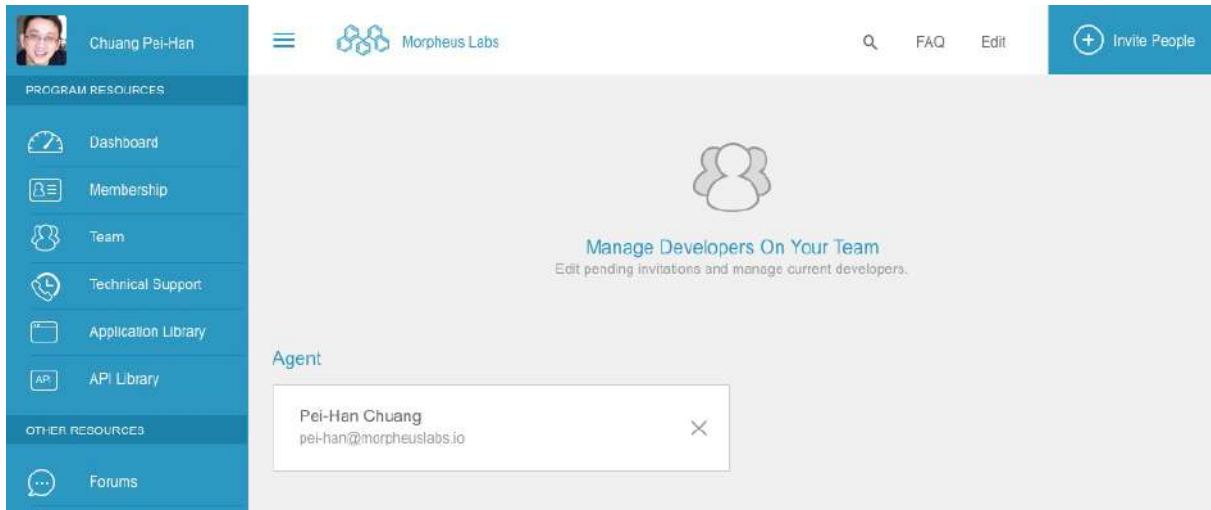 Chuang Pei-Han
Morpheus Labs
FAQ
Edit
Invite People
PROGRAM RESOURCES
Dashboard
Membership
Team
Technical Support
Application Library
API
API Library
OTHER RESOURCES
Forums
Manage Developers On Your Team
Edit pending invitations and manage current developers.
Agent
Pei-Han Chuang
pei-han@morpheuslabs.io